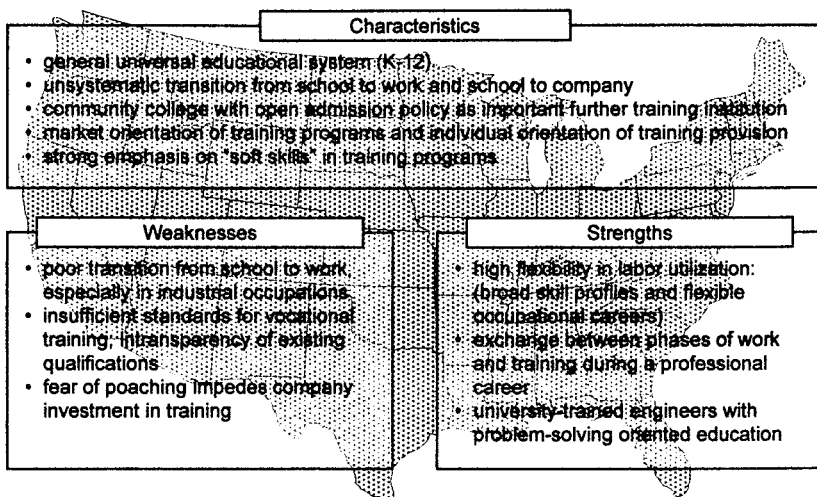 Characteristics
• general universal educational system (K-12)
• unsystematic transition from school to work and school to company
• community college with open admission policy as important further training institution
• market orientation of training programs and individual orientation of training provision
• strong emphasis on "soft skills" in training programs
Weaknesses
• poor transition from school to work,
especially in industrial occupations
• insufficient standards for vocational
training; intransparency of existing
qualifications
• fear of poaching impedes company
investment in training
Strengths
• high flexibility in labor utilization:
(broad skill profiles and flexible
occupational careers)
• exchange between phases of work
and training during a professional
career
• university-trained engineers with
problem-solving oriented education